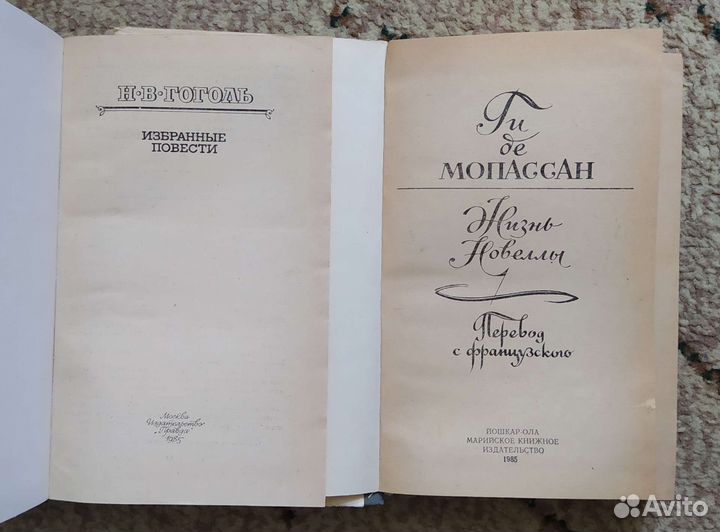 Н·В·ГОГОЛЬ
ИЗБРАННЫЕ
ПОВЕСТИ
Москва
Издательство
„Правда“
1985
Ги
де
МОПАССАН
Жизнь
Новеллы
Перевод
с французского
ЙОШКАР-ОЛА
МАРИЙСКОЕ КНИЖНОЕ
ИЗДАТЕЛЬСТВО
1985
Avito